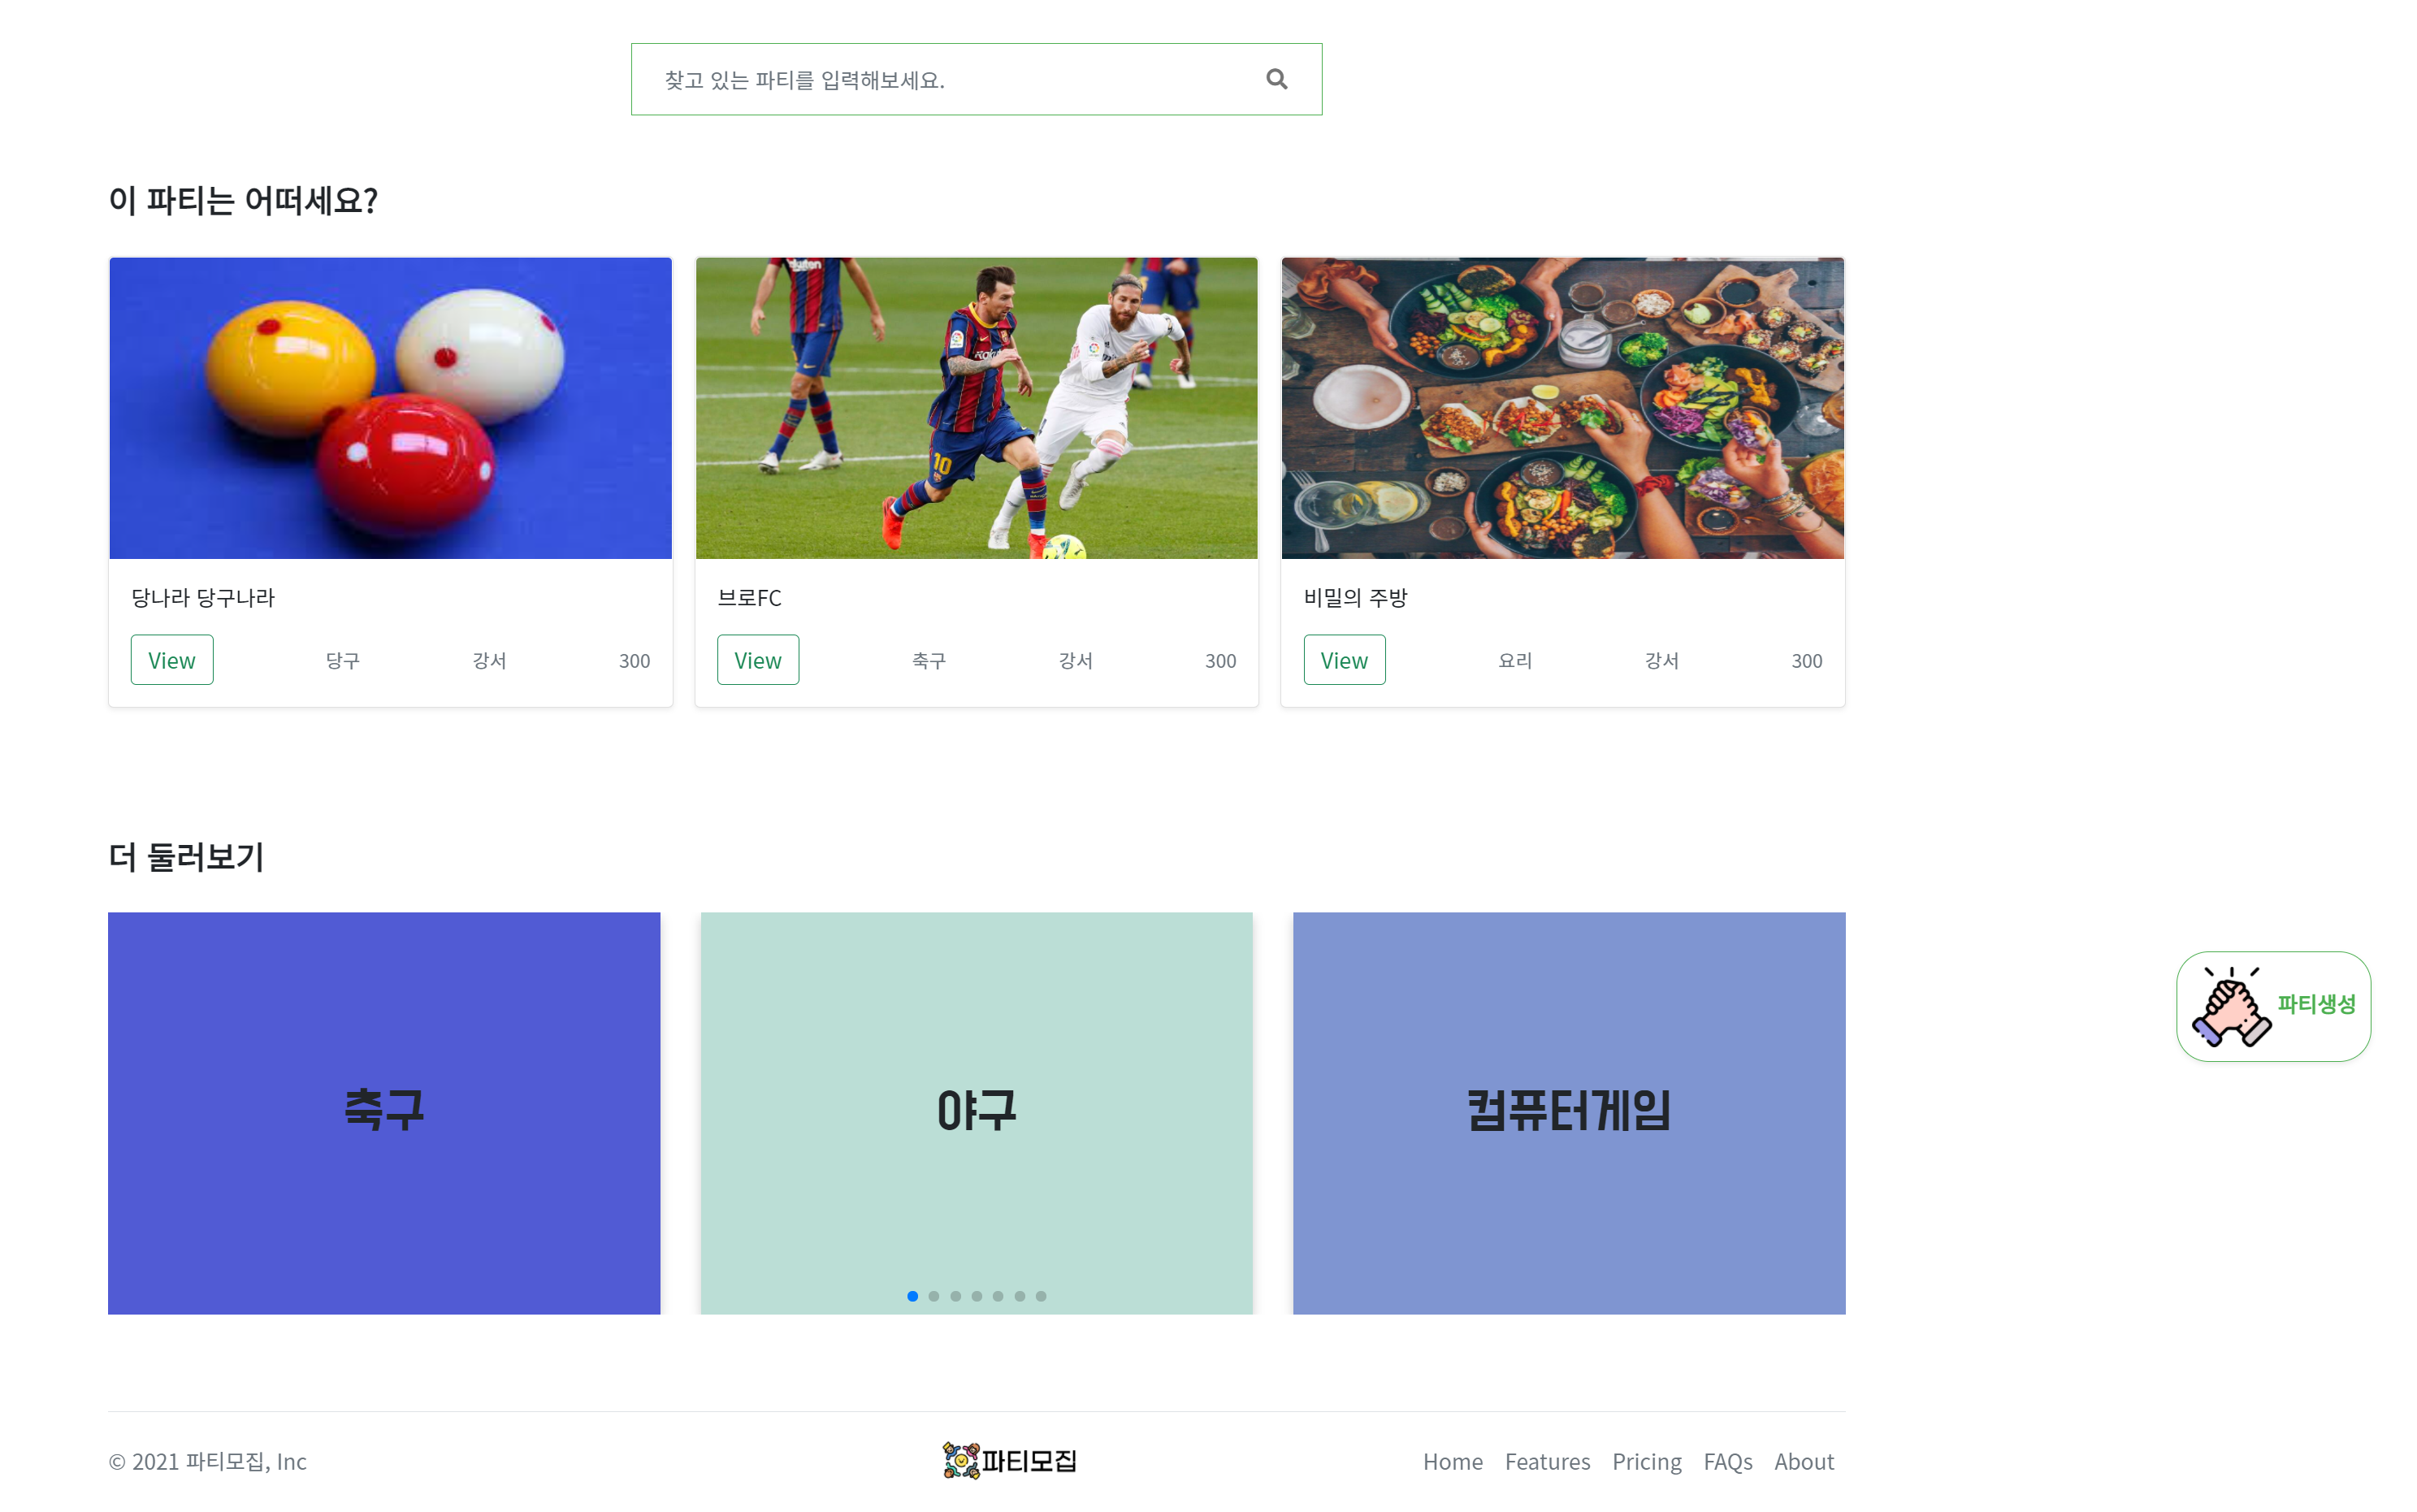 찾고 있는 파티를 입력해보세요.
이 파티는 어떠세요?
당나라 당구나라
View 당구 강서 300
브로FC
View 축구 강서 300
비밀의 주방
View 요리 강서 300
더 둘러보기
축구
야구
컴퓨터게임
파티생성
© 2021 파티모집, Inc
파티모집
Home Features Pricing FAQs About